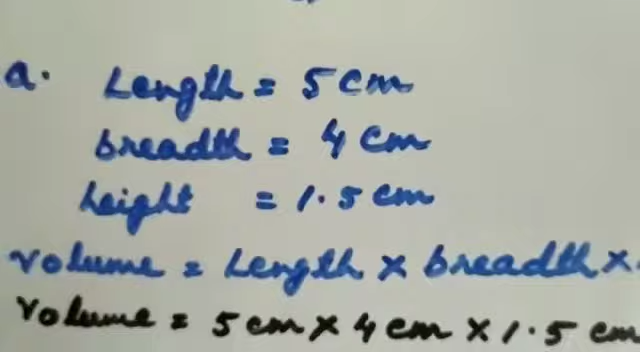 a. Length = 5 cm
breadth = 4 cm
height = 1.5 cm
volume = Length × breadth ×
volume = 5 cm × 4 cm × 1.5 cm